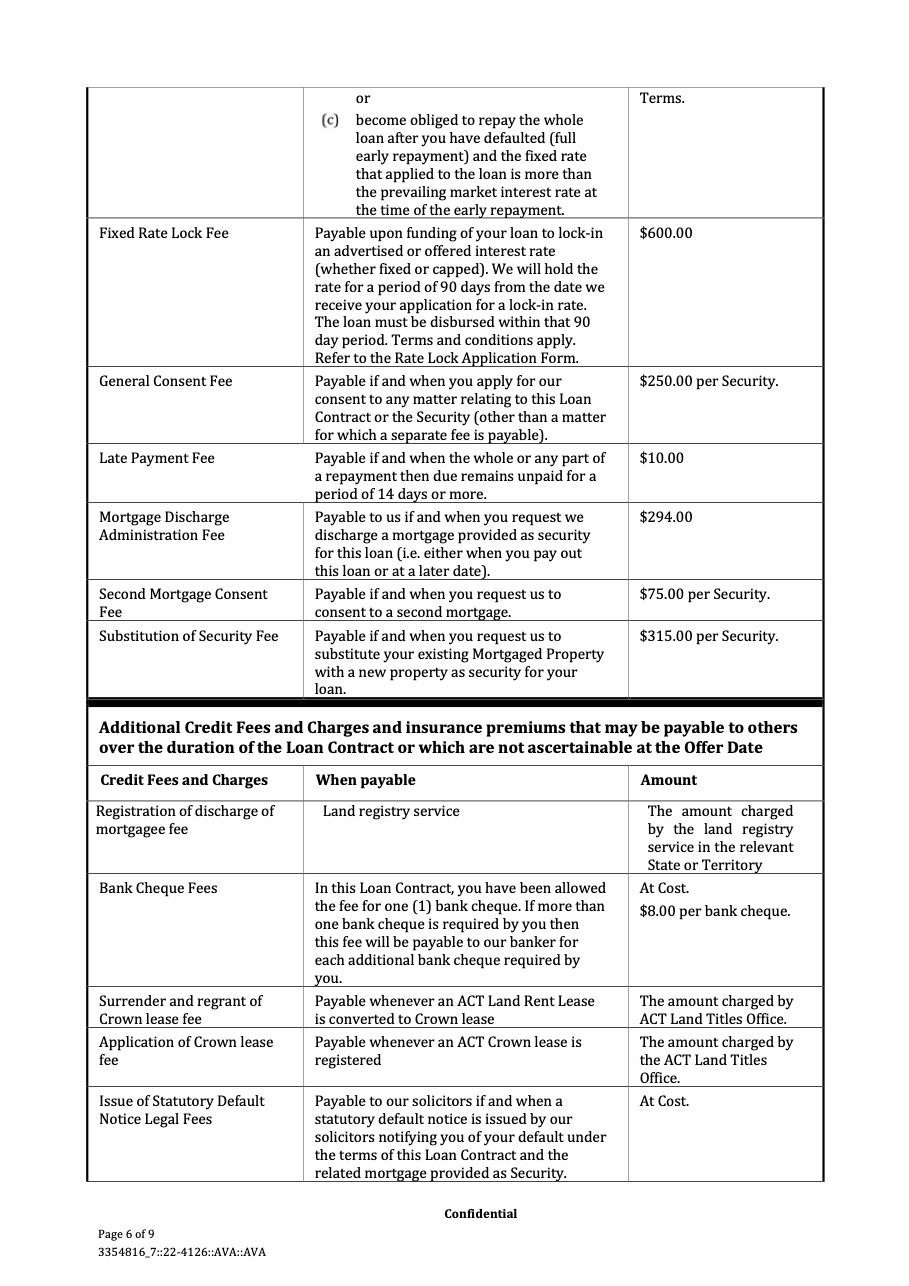 or
Terms.
(c) become obliged to repay the whole
loan after you have defaulted (full
early repayment) and the fixed rate
that applied to the loan is more than
the prevailing market interest rate at
the time of the early repayment.
Fixed Rate Lock Fee
Payable upon funding of your loan to lock-in
an advertised or offered interest rate
(whether fixed or capped). We will hold the
rate for a period of 90 days from the date we
receive your application for a lock-in rate.
The loan must be disbursed within that 90
day period. Terms and conditions apply.
Refer to the Rate Lock Application Form.
$600.00
General Consent Fee
Payable if and when you apply for our
consent to any matter relating to this Loan
Contract or the Security (other than a matter
for which a separate fee is payable).
$250.00 per Security.
Late Payment Fee
Payable if and when the whole or any part of
a repayment then due remains unpaid for a
period of 14 days or more.
$10.00
Mortgage Discharge
Administration Fee
Payable to us if and when you request we
discharge a mortgage provided as security
for this loan (i.e. either when you pay out
this loan or at a later date).
$294.00
Second Mortgage Consent
Fee
Payable if and when you request us to
consent to a second mortgage.
$75.00 per Security.
Substitution of Security Fee
Payable if and when you request us to
substitute your existing Mortgaged Property
with a new property as security for your
loan.
$315.00 per Security.
Additional Credit Fees and Charges and insurance premiums that may be payable to others
over the duration of the Loan Contract or which are not ascertainable at the Offer Date
Credit Fees and Charges
When payable
Amount
Registration of discharge of
mortgagee fee
Land registry service
The amount charged
by the land registry
service in the relevant
State or Territory
Bank Cheque Fees
In this Loan Contract, you have been allowed
the fee for one (1) bank cheque. If more than
one bank cheque is required by you then
this fee will be payable to our banker for
each additional bank cheque required by
you.
At Cost.
$8.00 per bank cheque.
Surrender and regrant of
Crown lease fee
Payable whenever an ACT Land Rent Lease
is converted to Crown lease
The amount charged by
ACT Land Titles Office.
Application of Crown lease
fee
Payable whenever an ACT Crown lease is
registered
The amount charged by
the ACT Land Titles
Office.
Issue of Statutory Default
Notice Legal Fees
Payable to our solicitors if and when a
statutory default notice is issued by our
solicitors notifying you of your default under
the terms of this Loan Contract and the
related mortgage provided as Security.
At Cost.
Confidential
Page 6 of 9
3354816_7::22-4126::AVA::AVA